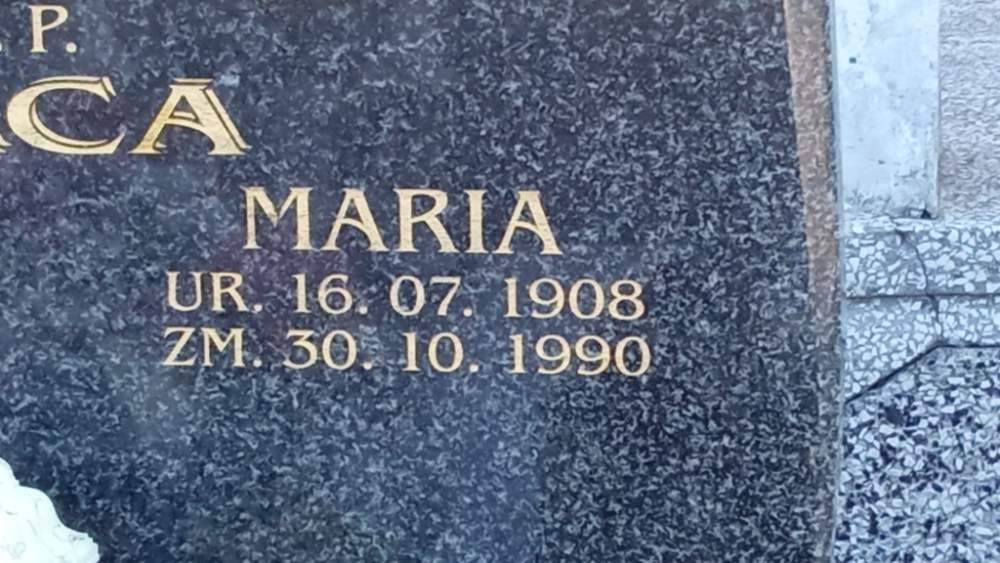 P.
MARIA
UR. 16. 07. 1908
ZM. 30. 10. 1990